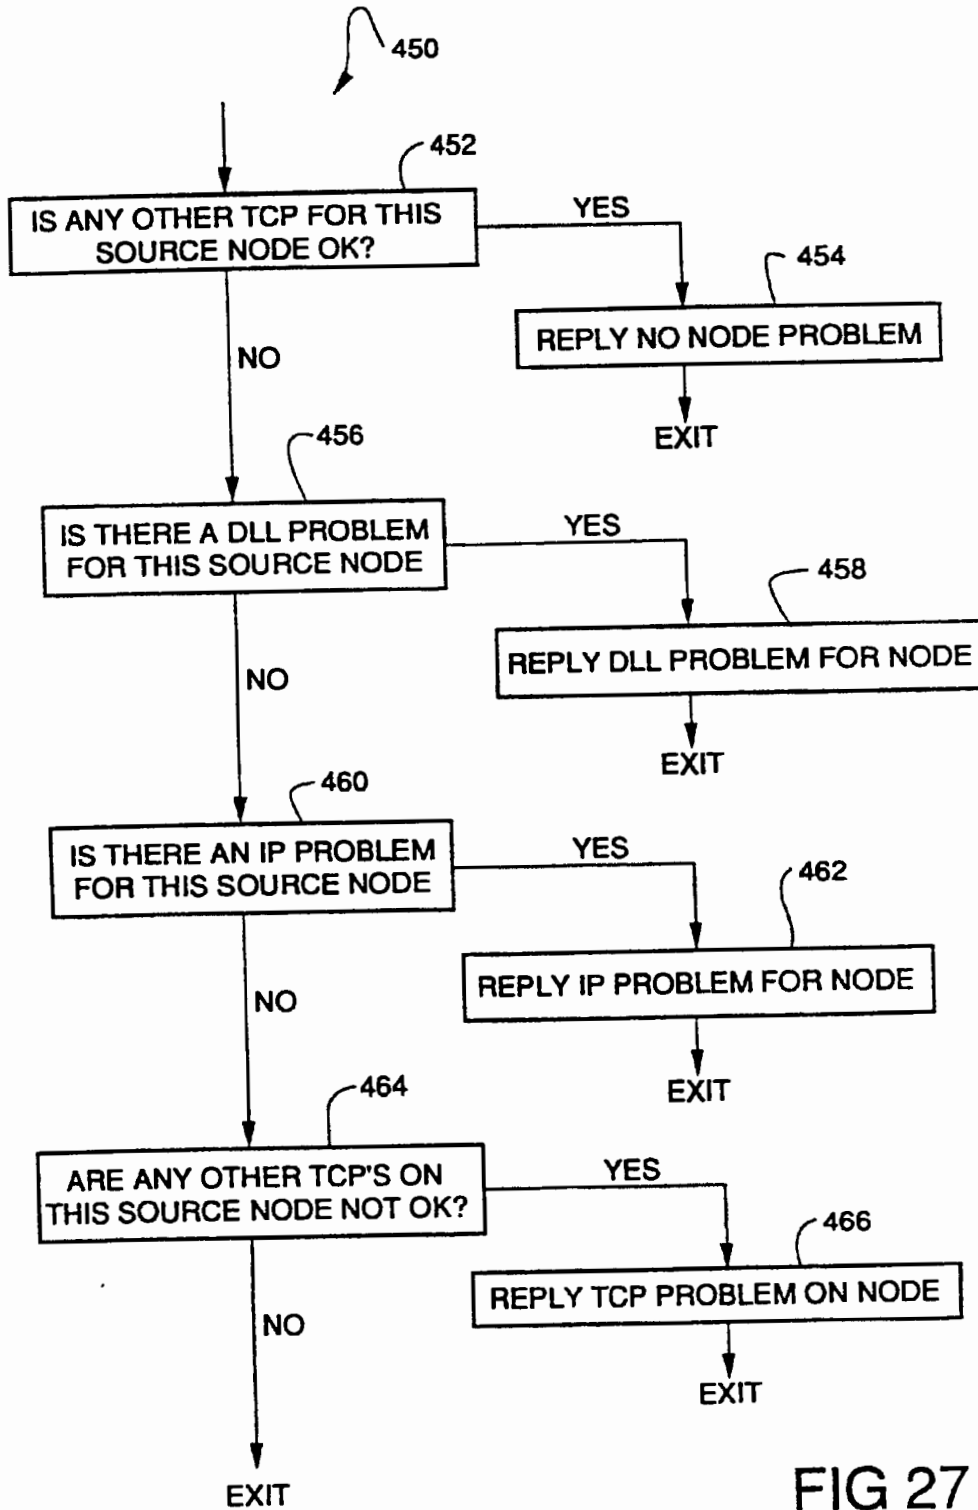 450
452
IS ANY OTHER TCP FOR THIS
SOURCE NODE OK?
YES
454
REPLY NO NODE PROBLEM
NO
EXIT
456
IS THERE A DLL PROBLEM
FOR THIS SOURCE NODE
YES
458
REPLY DLL PROBLEM FOR NODE
NO
EXIT
460
IS THERE AN IP PROBLEM
FOR THIS SOURCE NODE
YES
462
REPLY IP PROBLEM FOR NODE
NO
EXIT
464
ARE ANY OTHER TCP'S ON
THIS SOURCE NODE NOT OK?
YES
466
REPLY TCP PROBLEM ON NODE
NO
EXIT
EXIT
FIG 27